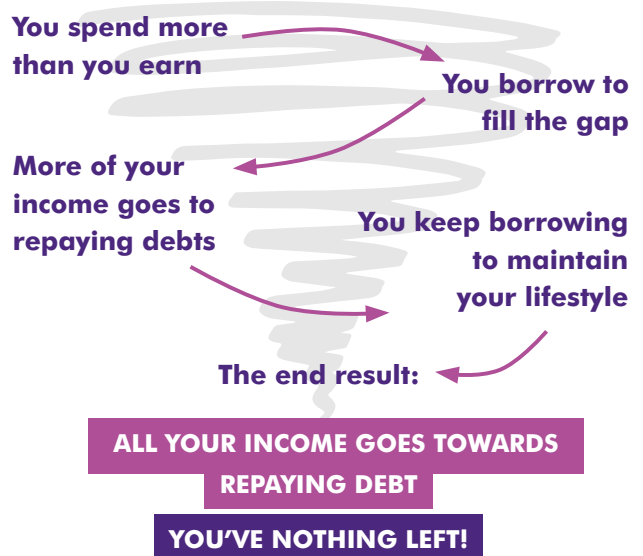 You spend more
than you earn
You borrow to
fill the gap
More of your
income goes to
repaying debts
You keep borrowing
to maintain
your lifestyle
The end result:
ALL YOUR INCOME GOES TOWARDS
REPAYING DEBT
YOU'VE NOTHING LEFT!